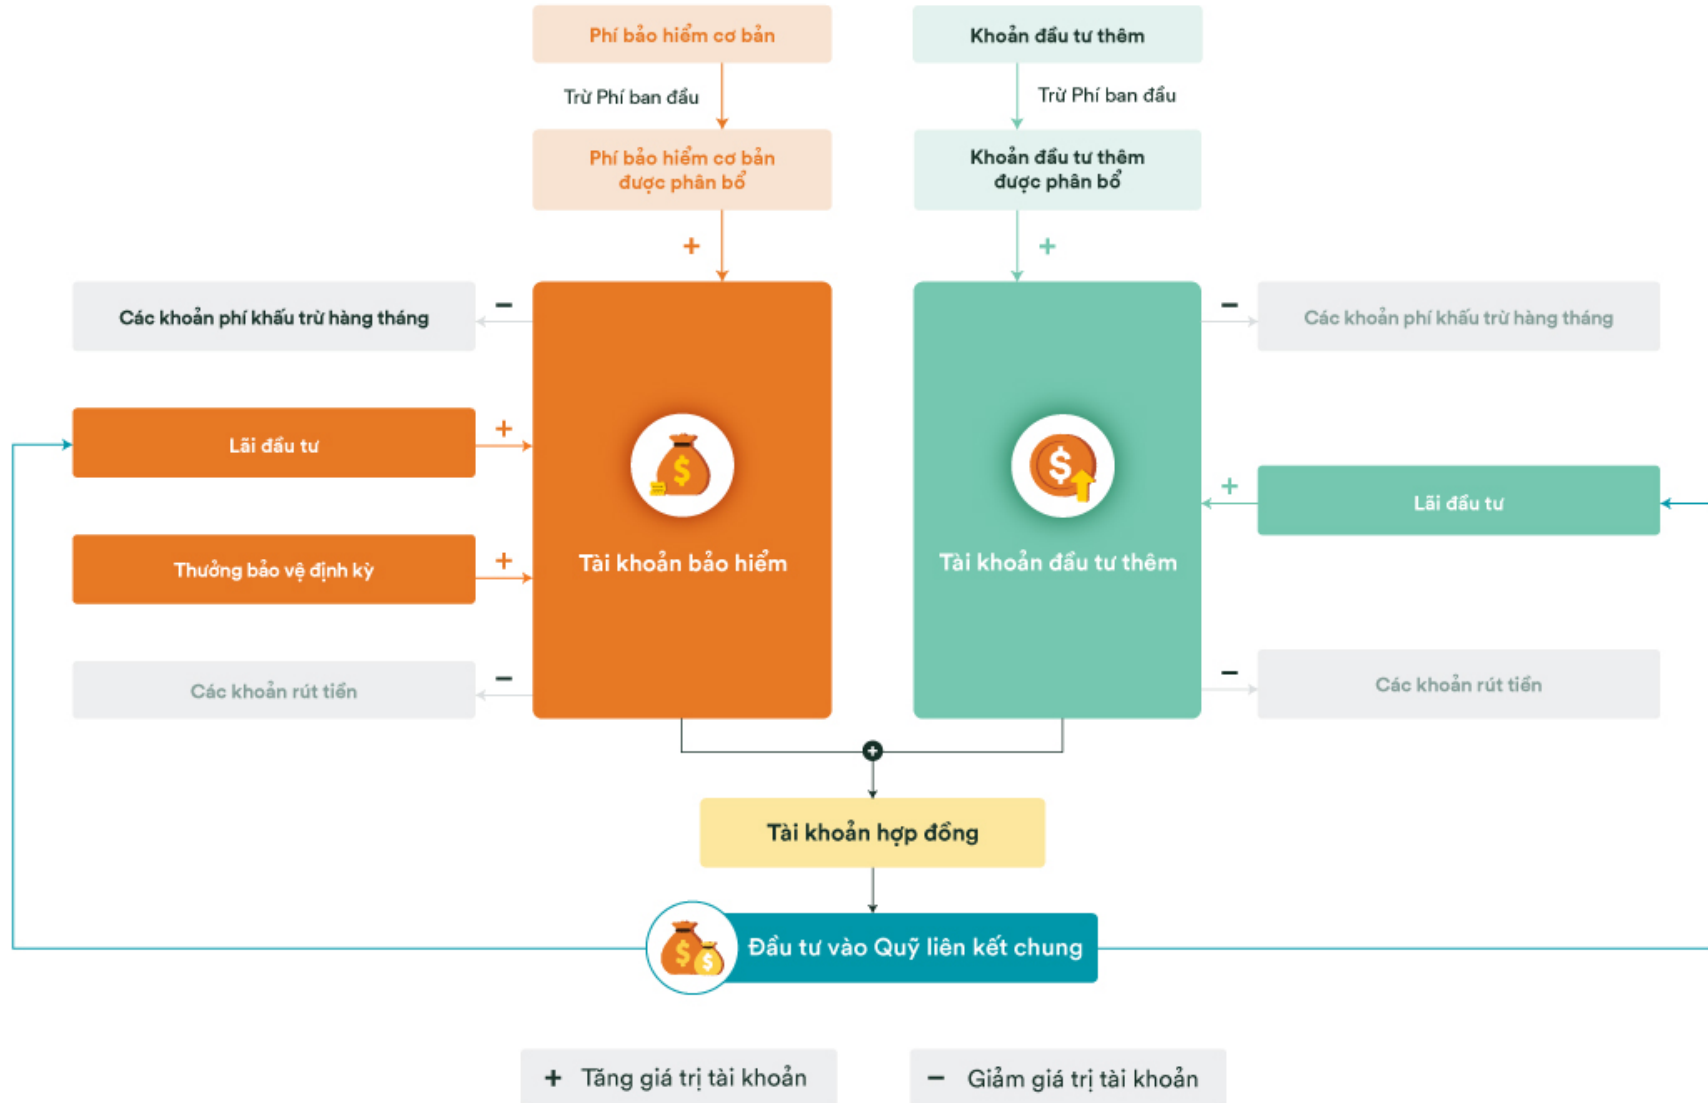 Phí bảo hiểm cơ bản
Khoản đầu tư thêm
Trừ Phí ban đầu
Trừ Phí ban đầu
Phí bảo hiểm cơ bản
được phân bổ
Khoản đầu tư thêm
được phân bổ
+
+
Các khoản phí khấu trừ hàng tháng
−
−
Các khoản phí khấu trừ hàng tháng
Lãi đầu tư
+
$
$
+
Lãi đầu tư
Thưởng bảo vệ định kỳ
+
Tài khoản bảo hiểm
Tài khoản đầu tư thêm
Các khoản rút tiền
−
−
Các khoản rút tiền
+
Tài khoản hợp đồng
$
$
Đầu tư vào Quỹ liên kết chung
+ Tăng giá trị tài khoản
− Giảm giá trị tài khoản